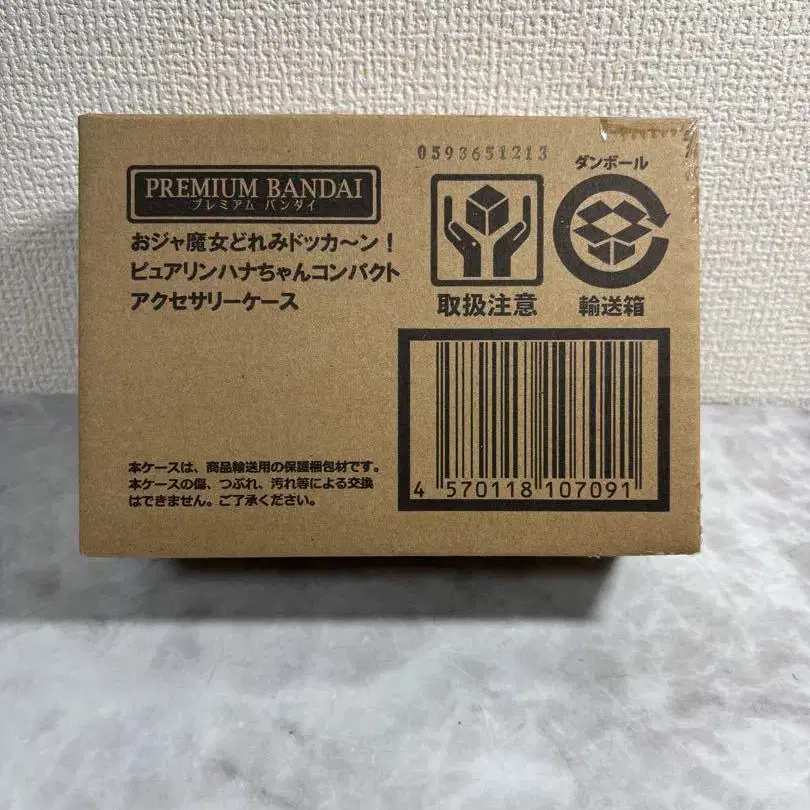 0593651213
PREMIUM BANDAI
プレミアム バンダイ
おジャ魔女どれみドッカ〜ン!
ピュアリンハナちゃんコンパクト
アクセサリーケース
取扱注意
ダンボール
輸送箱
本ケースは、商品輸送用の保護梱包材です。
本ケースの傷、つぶれ、汚れ等による交換
はできません。ご了承ください。
4 570118 107091